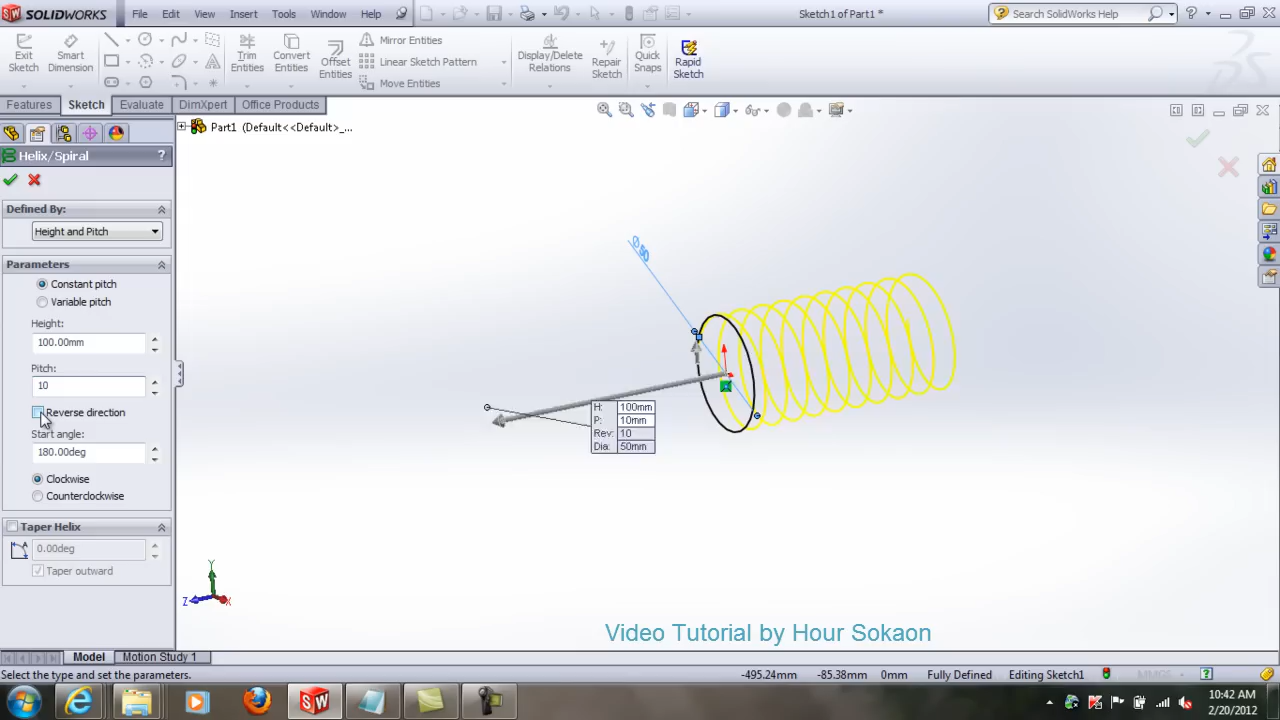 SOLIDWORKS File Edit View Insert Tools Window Help Sketch1 of Part1 * Search SolidWorks Help
Exit Sketch Smart Dimension Trim Entities Convert Entities Offset Entities Mirror Entities Linear Sketch Pattern Move Entities Display/Delete Relations Repair Sketch Quick Snaps Rapid Sketch
Features Sketch Evaluate DimXpert Office Products
Part1 (Default<<Default>_...
Helix/Spiral ?
Defined By:
Height and Pitch
Parameters
Constant pitch
Variable pitch
Height:
100.00mm
Pitch:
10
Reverse direction
Start angle:
180.00deg
Clockwise
Counterclockwise
Taper Helix
0.00deg
Taper outward
H: 100mm
P: 10mm
Rev: 10
Dia: 50mm
Y
Z X
Video Tutorial by Hour Sokaon
Model Motion Study 1
Select the type and set the parameters. -495.24mm -85.38mm 0mm Fully Defined Editing Sketch1 MMGS
10:42 AM
2/20/2012